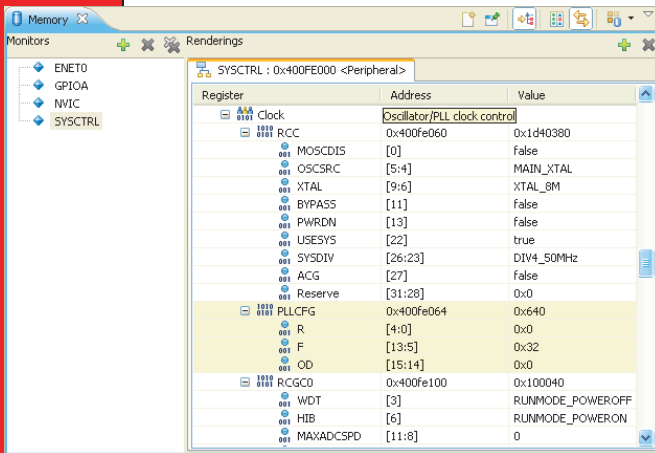 Memory
Monitors
Renderings
ENET0
GPIOA
NVIC
SYSCTRL
SYSCTRL : 0x400FE000 <Peripheral>
Register Address Value
Clock Oscillator/PLL clock control
RCC 0x400fe060 0x1d40380
MOSCDIS [0] false
OSCSRC [5:4] MAIN_XTAL
XTAL [9:6] XTAL_8M
BYPASS [11] false
PWRDN [13] false
USESYS [22] true
SYSDIV [26:23] DIV4_50MHz
ACG [27] false
Reserve [31:28] 0x0
PLLCFG 0x400fe064 0x640
R [4:0] 0x0
F [13:5] 0x32
OD [15:14] 0x0
RCGC0 0x400fe100 0x100040
WDT [3] RUNMODE_POWEROFF
HIB [6] RUNMODE_POWERON
MAXADCSPD [11:8] 0